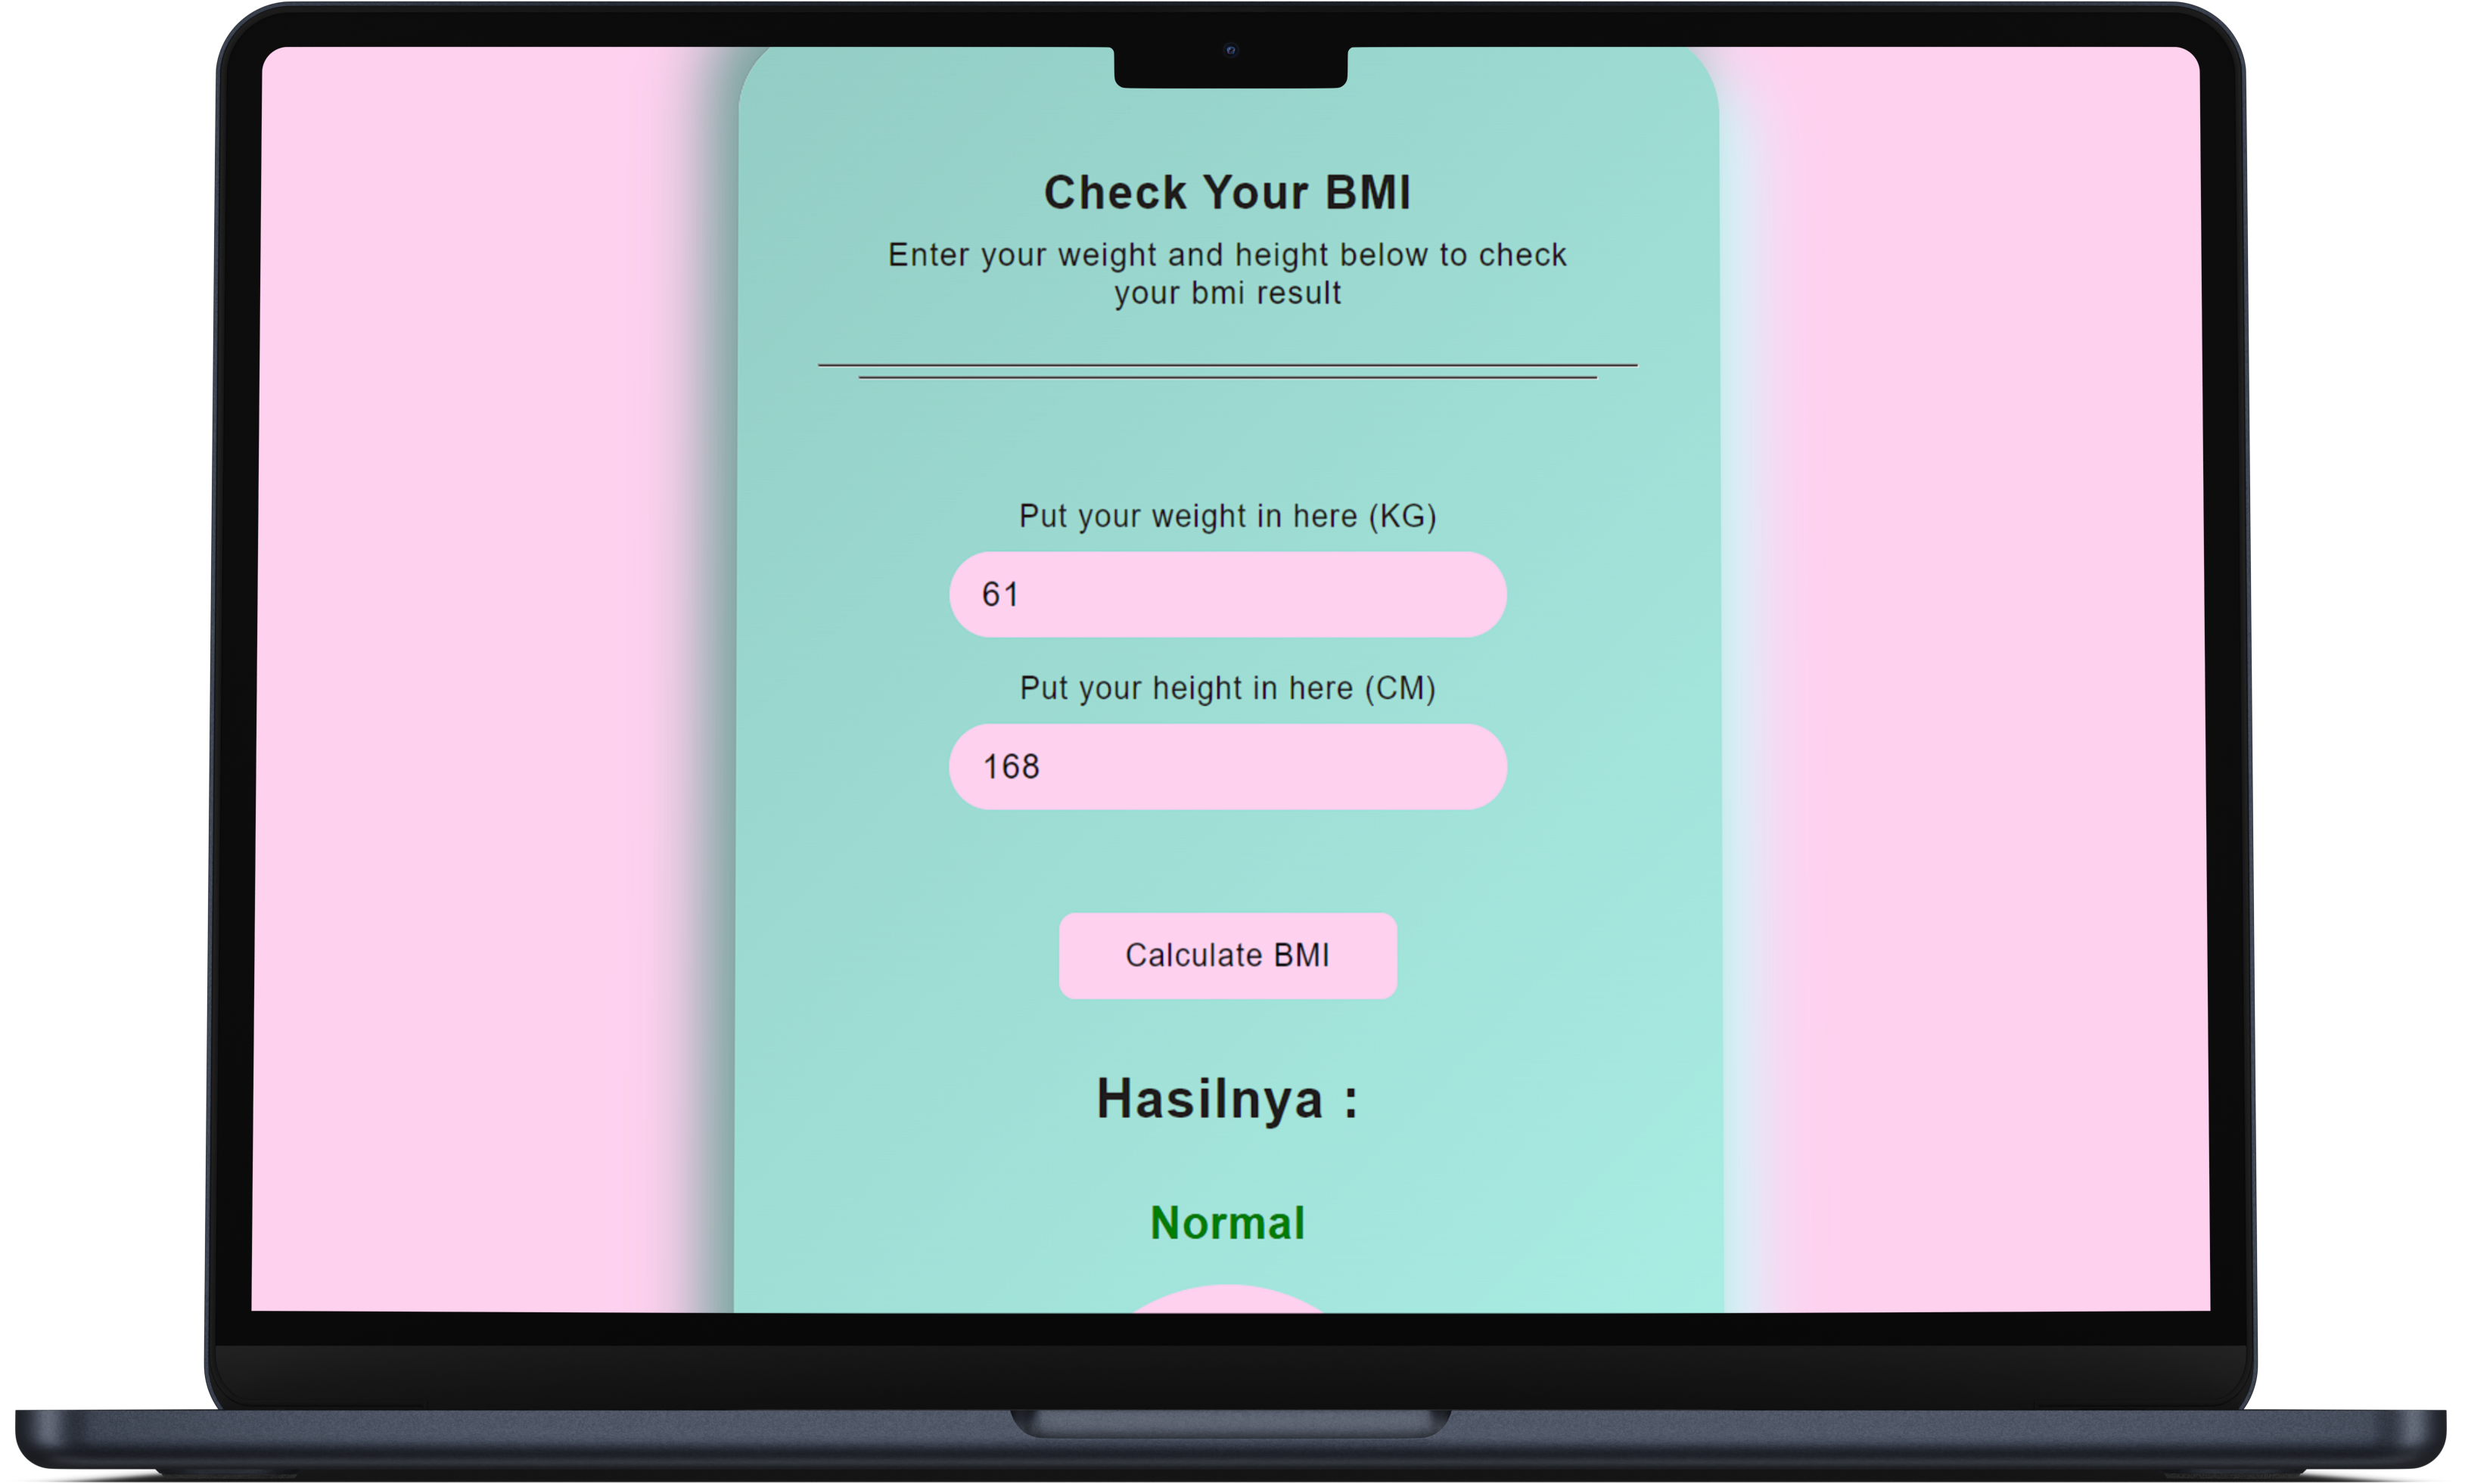 Check Your BMI
Enter your weight and height below to check
your bmi result
Put your weight in here (KG)
61
Put your height in here (CM)
168
Calculate BMI
Hasilnya :
Normal